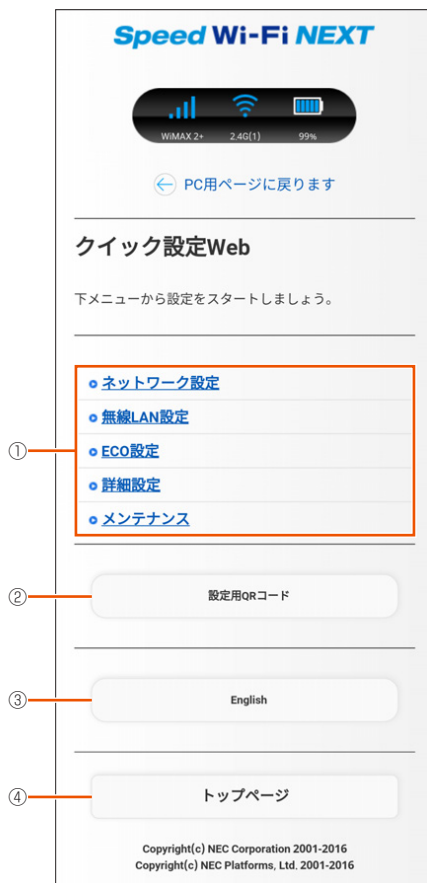 Speed Wi-Fi NEXT
WiMAX 2+ 2.4G(1) 99%
PC用ページに戻ります
クイック設定Web
下メニューから設定をスタートしましょう。
ネットワーク設定
無線LAN設定
① ECO設定
詳細設定
メンテナンス
② 設定用QRコード
③ English
④ トップページ
Copyright(c) NEC Corporation 2001-2016
Copyright(c) NEC Platforms, Ltd. 2001-2016